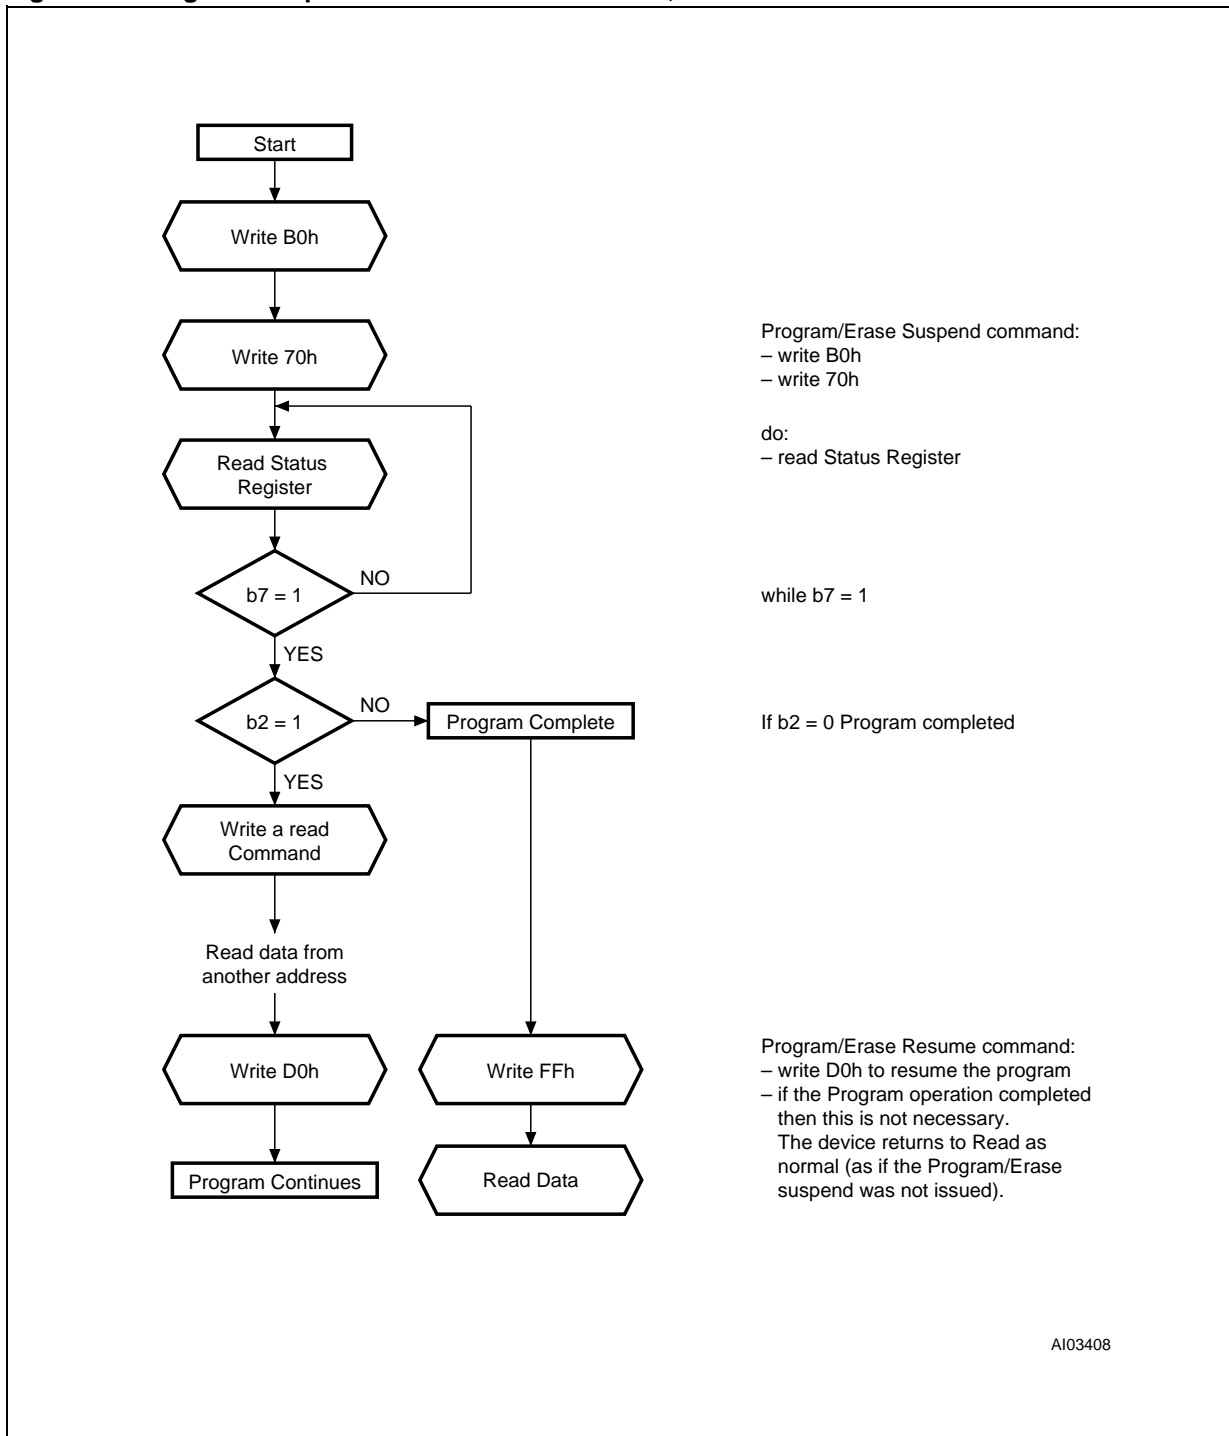 Start
Write B0h
Write 70h
Program/Erase Suspend command:
– write B0h
– write 70h
do:
– read Status Register
Read Status
Register
NO
b7 = 1
while b7 = 1
YES
NO
b2 = 1
Program Complete
If b2 = 0 Program completed
YES
Write a read
Command
Read data from
another address
Write D0h
Write FFh
Program/Erase Resume command:
– write D0h to resume the program
– if the Program operation completed
then this is not necessary.
The device returns to Read as
normal (as if the Program/Erase
suspend was not issued).
Program Continues
Read Data
AI03408